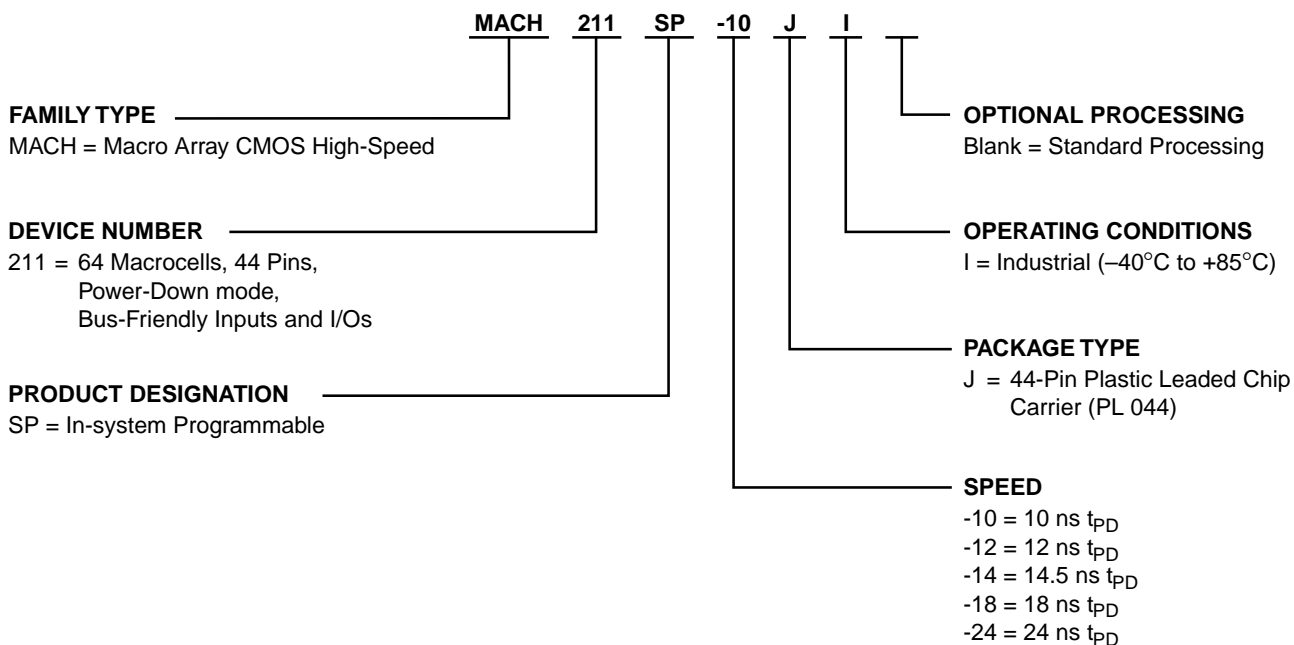 MACH 211 SP -10 J I
FAMILY TYPE
MACH = Macro Array CMOS High-Speed
DEVICE NUMBER
211 = 64 Macrocells, 44 Pins,
Power-Down mode,
Bus-Friendly Inputs and I/Os
PRODUCT DESIGNATION
SP = In-system Programmable
OPTIONAL PROCESSING
Blank = Standard Processing
OPERATING CONDITIONS
I = Industrial (–40°C to +85°C)
PACKAGE TYPE
J = 44-Pin Plastic Leaded Chip
Carrier (PL 044)
SPEED
-10 = 10 ns tPD
-12 = 12 ns tPD
-14 = 14.5 ns tPD
-18 = 18 ns tPD
-24 = 24 ns tPD